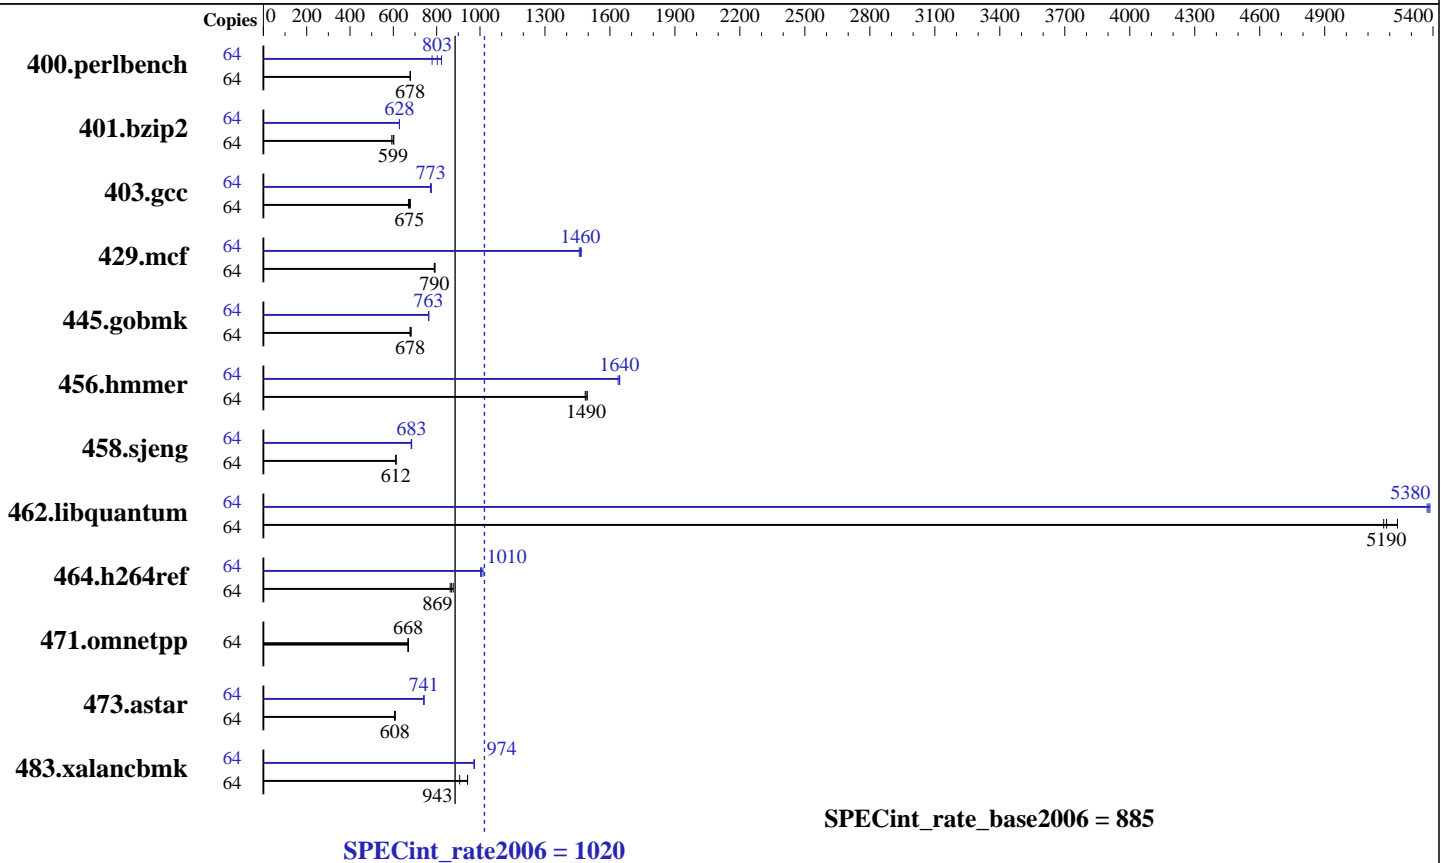 Copies 0 200 400 600 800 1000 1300 1600 1900 2200 2500 2800 3100 3400 3700 4000 4300 4600 4900 5400
400.perlbench 64 803
64 678
401.bzip2 64 628
64 599
403.gcc 64 773
64 675
429.mcf 64 1460
64 790
445.gobmk 64 763
64 678
456.hmmer 64 1640
64 1490
458.sjeng 64 683
64 612
462.libquantum 64 5380
64 5190
464.h264ref 64 1010
64 869
471.omnetpp 64 668
473.astar 64 741
64 608
483.xalancbmk 64 974
64 943
SPECint_rate_base2006 = 885
SPECint_rate2006 = 1020